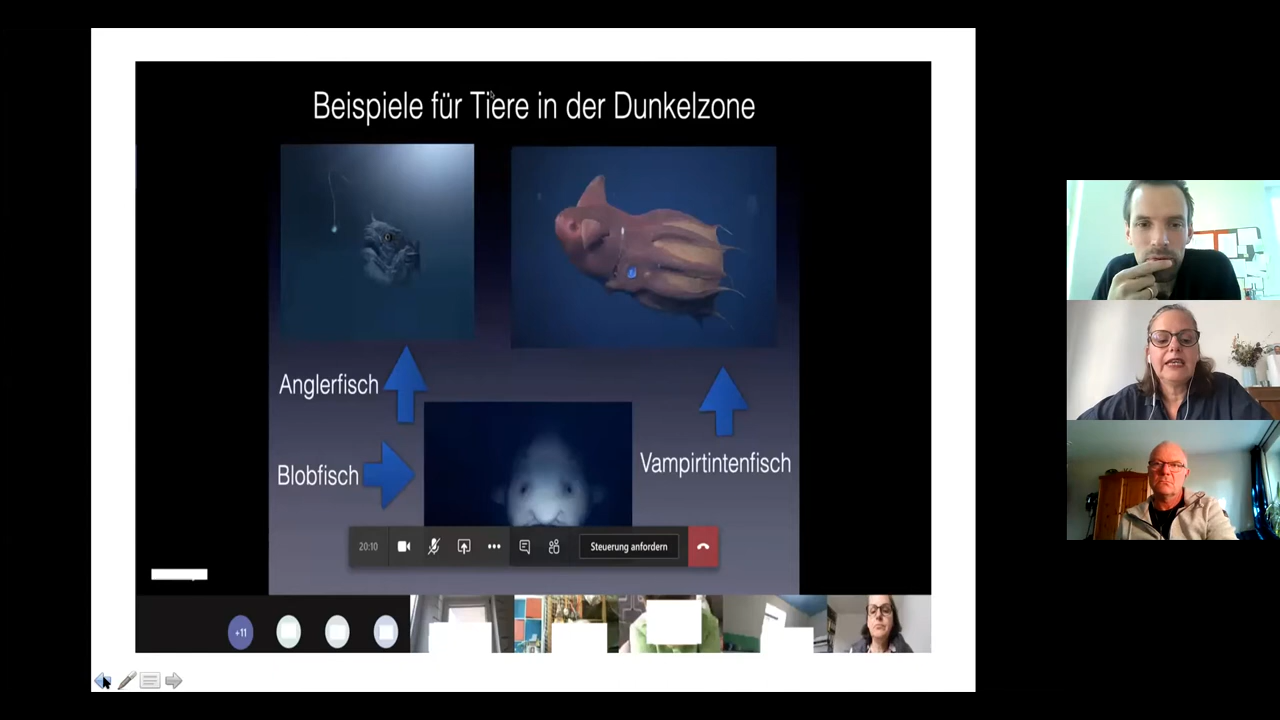 Beispiele für Tiere in der Dunkelzone
Anglerfisch
Blobfisch
Vampirtintenfisch
20:10
Steuerung anfordern
+11